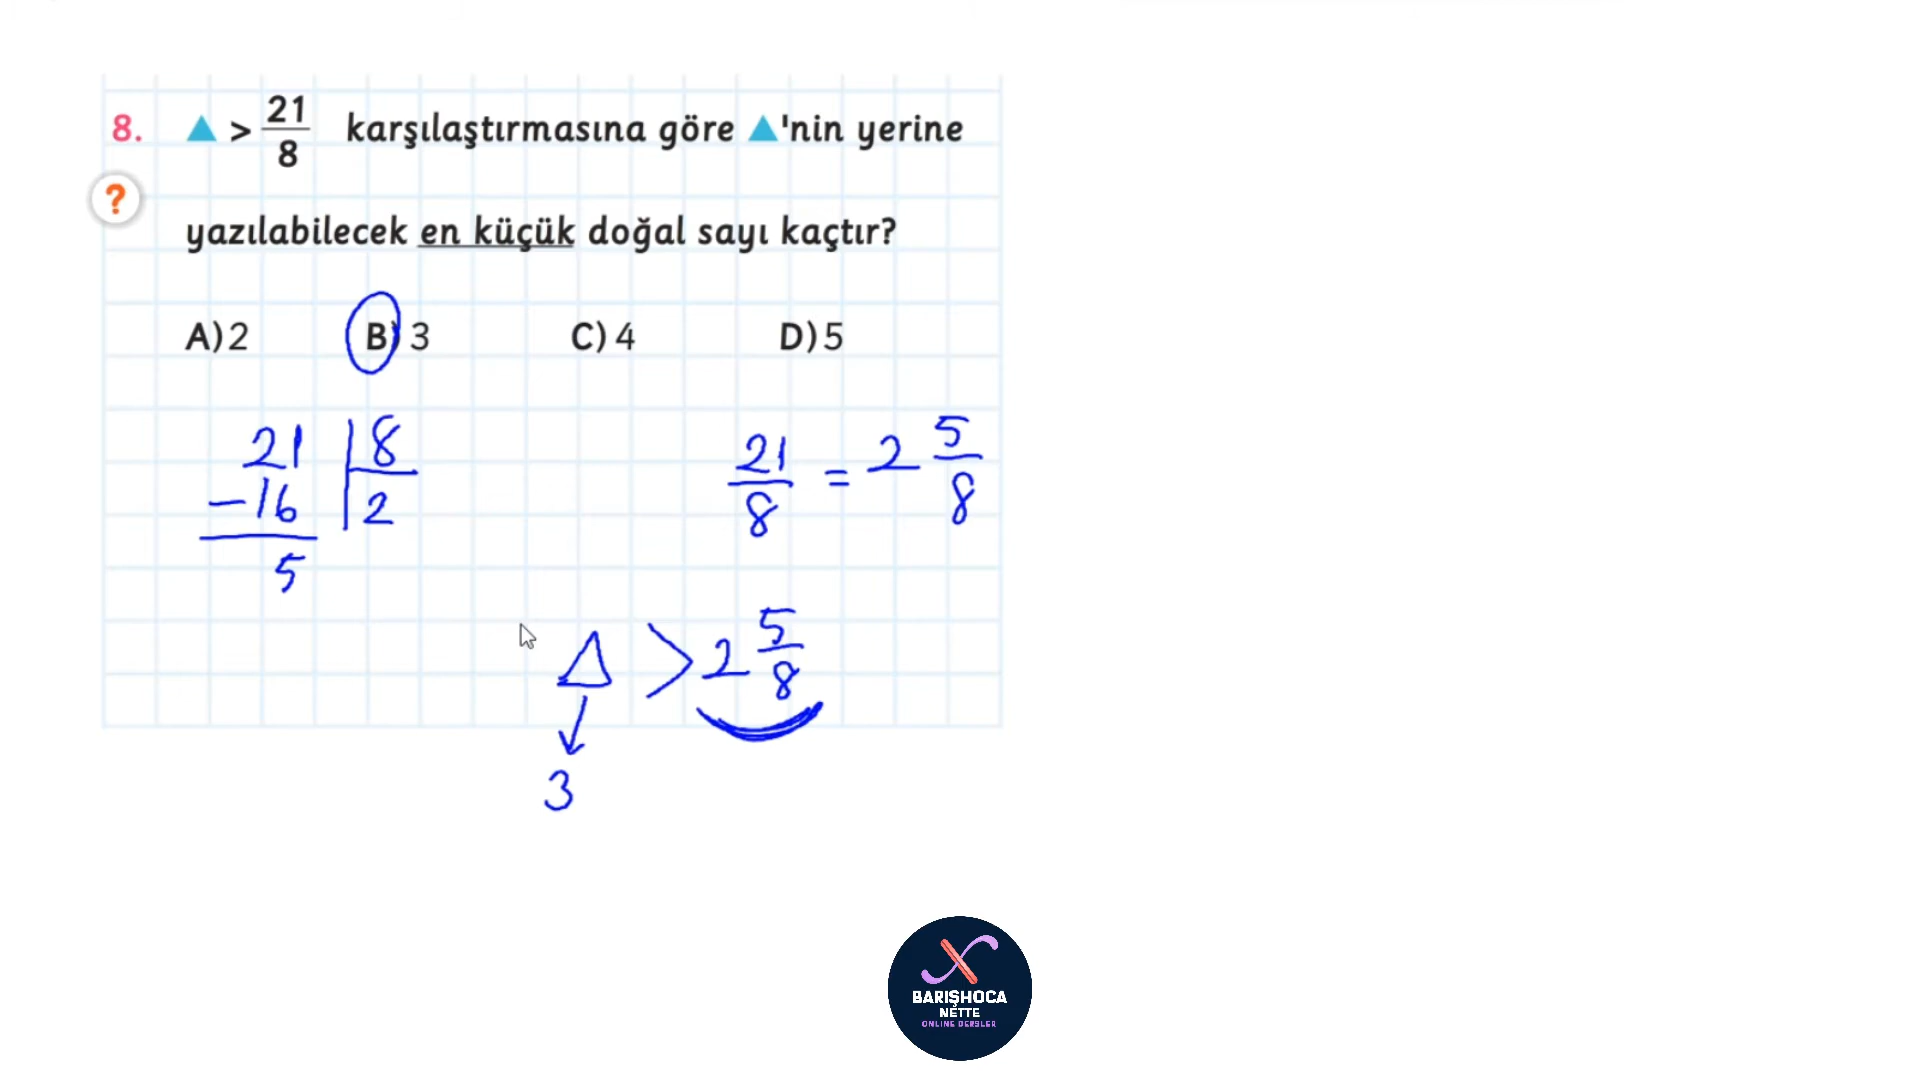 8. ▲ > 21/8 karşılaştırmasına göre ▲'nin yerine
?
yazılabilecek en küçük doğal sayı kaçtır?
A) 2 B) 3 C) 4 D) 5
21 | 8
-16 | 2
5
21/8 = 2 5/8
△ > 2 5/8
↓
3
BARIŞHOCA
NETTE
ONLINE DERSLER